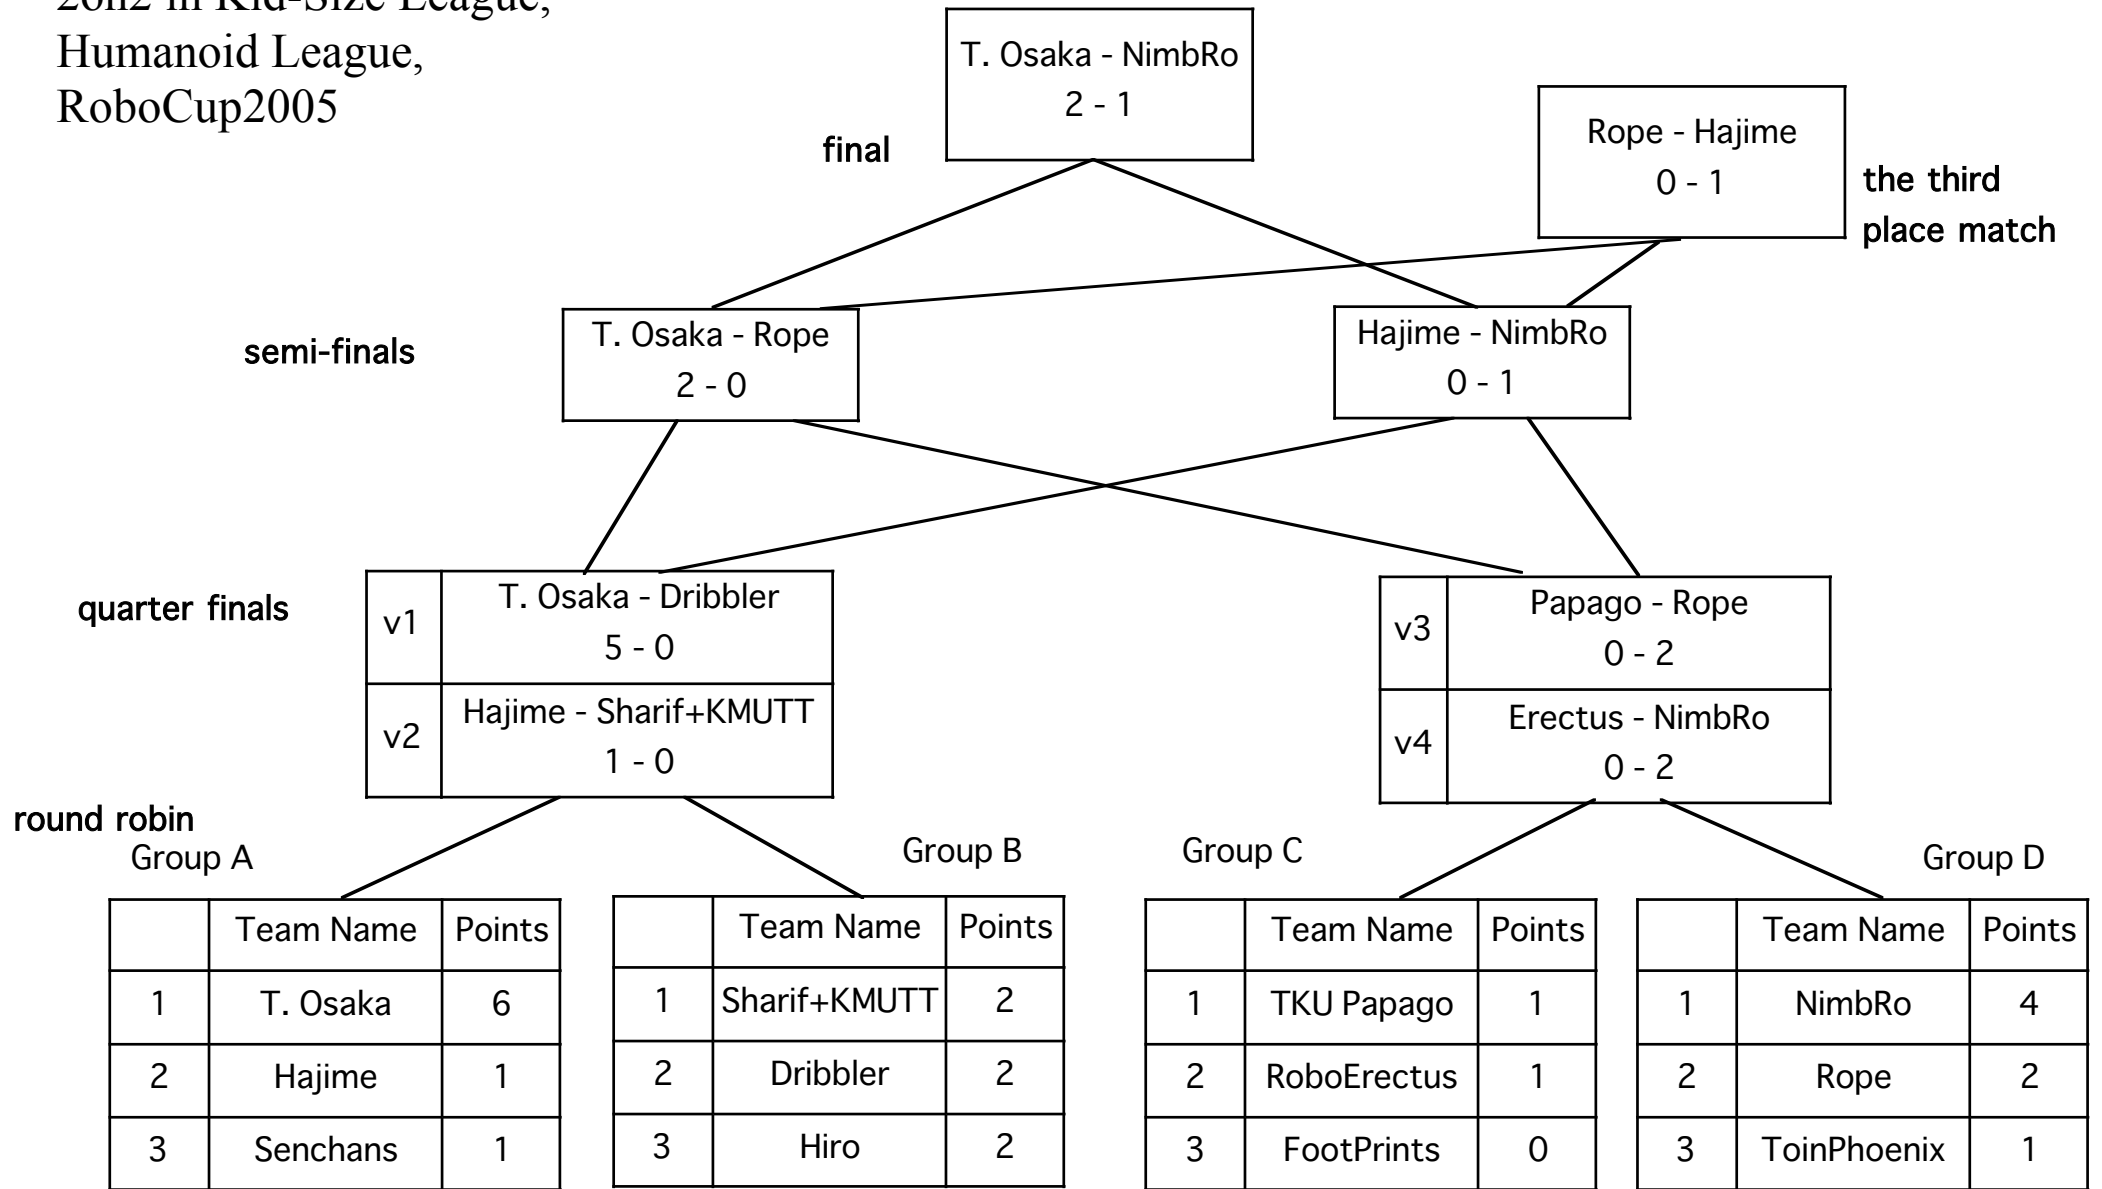 2on2 in Kid-Size League,
Humanoid League,
RoboCup2005
T. Osaka - NimbRo
2 - 1
final
Rope - Hajime
0 - 1
the third
place match
semi-finals
T. Osaka - Rope
2 - 0
Hajime - NimbRo
0 - 1
quarter finals
v1
T. Osaka - Dribbler
5 - 0
v2
Hajime - Sharif+KMUTT
1 - 0
v3
Papago - Rope
0 - 2
v4
Erectus - NimbRo
0 - 2
round robin
Group A
Team Name Points
1 T. Osaka 6
2 Hajime 1
3 Senchans 1
Group B
Team Name Points
1 Sharif+KMUTT 2
2 Dribbler 2
3 Hiro 2
Group C
Team Name Points
1 TKU Papago 1
2 RoboErectus 1
3 FootPrints 0
Group D
Team Name Points
1 NimbRo 4
2 Rope 2
3 ToinPhoenix 1